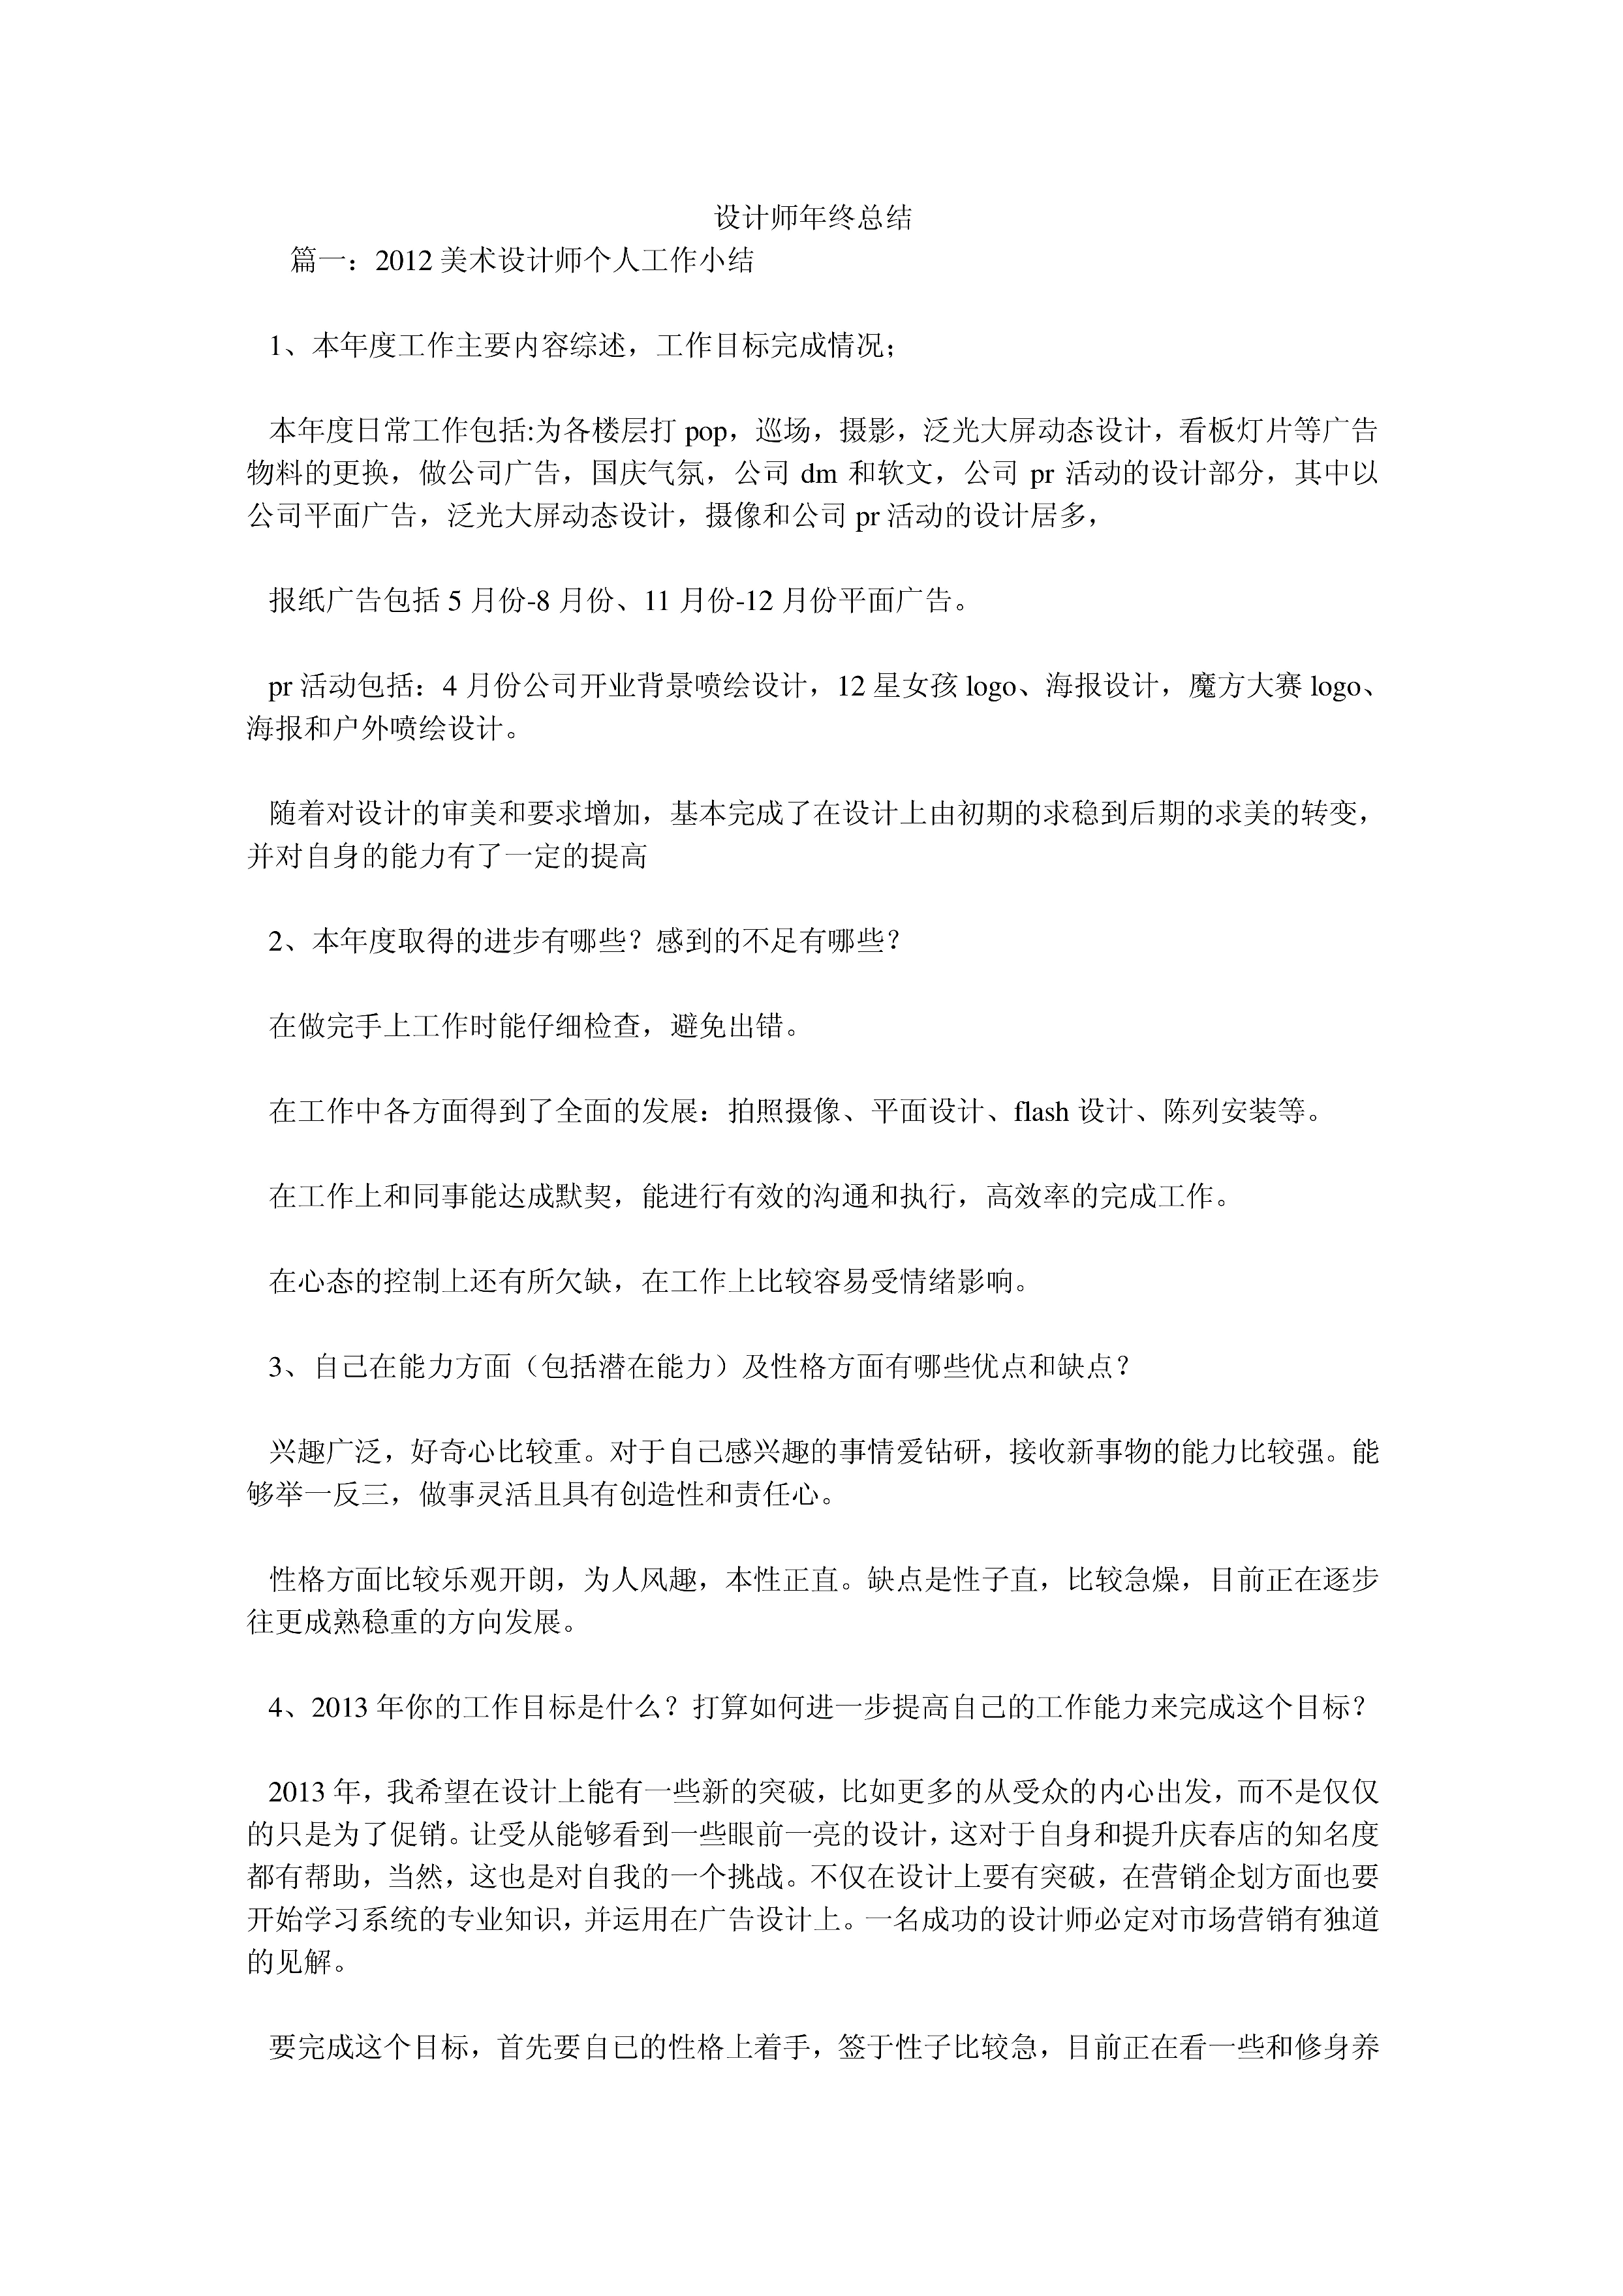 设计师年终总结
篇一：2012 美术设计师个人工作小结
1、本年度工作主要内容综述，工作目标完成情况；
本年度日常工作包括:为各楼层打 pop，巡场，摄影，泛光大屏动态设计，看板灯片等广告
物料的更换，做公司广告，国庆气氛，公司 dm 和软文，公司 pr 活动的设计部分，其中以
公司平面广告，泛光大屏动态设计，摄像和公司 pr 活动的设计居多，
报纸广告包括 5 月份-8 月份、11 月份-12 月份平面广告。
pr 活动包括：4 月份公司开业背景喷绘设计，12 星女孩 logo、海报设计，魔方大赛 logo、
海报和户外喷绘设计。
随着对设计的审美和要求增加，基本完成了在设计上由初期的求稳到后期的求美的转变，
并对自身的能力有了一定的提高
2、本年度取得的进步有哪些？感到的不足有哪些？
在做完手上工作时能仔细检查，避免出错。
在工作中各方面得到了全面的发展：拍照摄像、平面设计、flash 设计、陈列安装等。
在工作上和同事能达成默契，能进行有效的沟通和执行，高效率的完成工作。
在心态的控制上还有所欠缺，在工作上比较容易受情绪影响。
3、自己在能力方面（包括潜在能力）及性格方面有哪些优点和缺点？
兴趣广泛，好奇心比较重。对于自己感兴趣的事情爱钻研，接收新事物的能力比较强。能
够举一反三，做事灵活且具有创造性和责任心。
性格方面比较乐观开朗，为人风趣，本性正直。缺点是性子直，比较急燥，目前正在逐步
往更成熟稳重的方向发展。
4、2013 年你的工作目标是什么？打算如何进一步提高自己的工作能力来完成这个目标？
2013 年，我希望在设计上能有一些新的突破，比如更多的从受众的内心出发，而不是仅仅
的只是为了促销。让受从能够看到一些眼前一亮的设计，这对于自身和提升庆春店的知名度
都有帮助，当然，这也是对自我的一个挑战。不仅在设计上要有突破，在营销企划方面也要
开始学习系统的专业知识，并运用在广告设计上。一名成功的设计师必定对市场营销有独道
的见解。
要完成这个目标，首先要自己的性格上着手，签于性子比较急，目前正在看一些和修身养